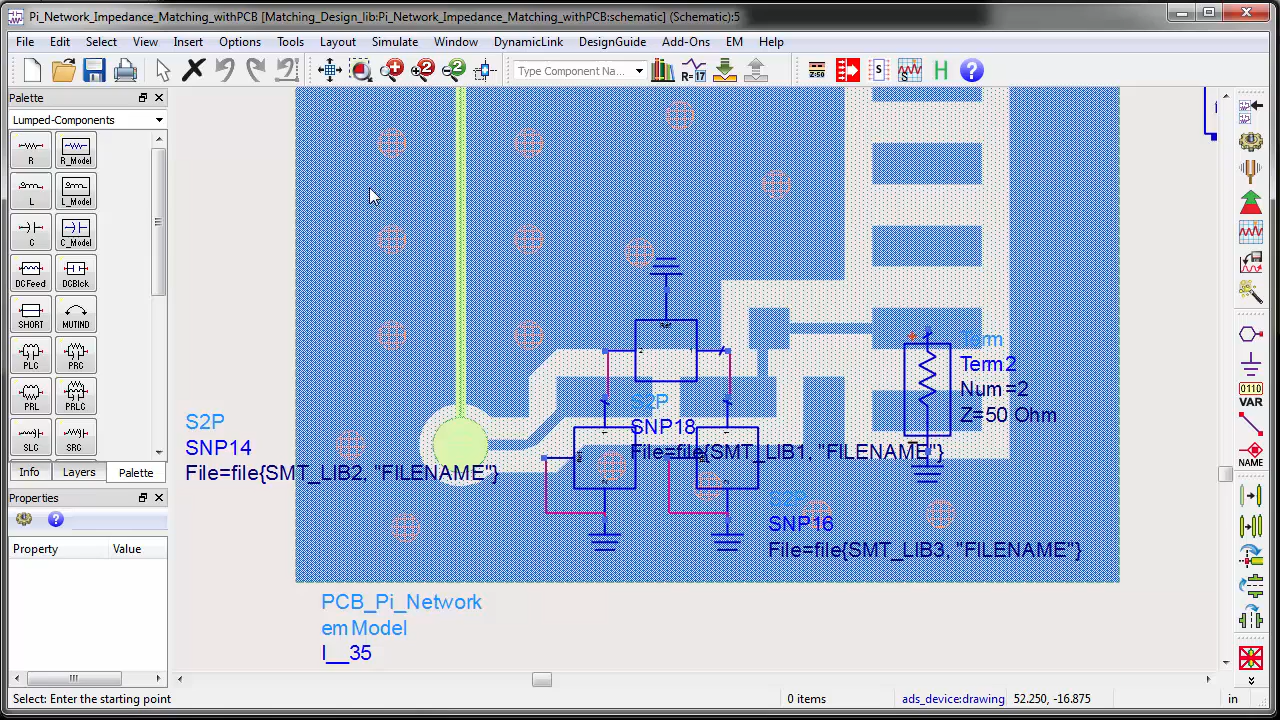 Pi_Network_Impedance_Matching_withPCB [Matching_Design_lib:Pi_Network_Impedance_Matching_withPCB:schematic] (Schematic):5
File Edit Select View Insert Options Tools Layout Simulate Window DynamicLink DesignGuide Add-Ons EM Help
Type Component Na...
Palette
Lumped-Components
R R_Model
L L_Model
C C_Model
DCFeed DCBlck
SHORT MUTIND
PLC PRC
PRL PRLC
SLC SRC
Info Layers Palette
Properties
Property Value
Ref
S2P
SNP14
File=file{SMT_LIB2, "FILENAME"}
S2P
SNP18
File=file{SMT_LIB1, "FILENAME"}
Term
Term2
Num=2
Z=50 Ohm
SNP16
File=file{SMT_LIB3, "FILENAME"}
PCB_Pi_Network
emModel
I__35
VAR
NAME
Select: Enter the starting point
0 items
ads_device:drawing
52.250, -16.875
in